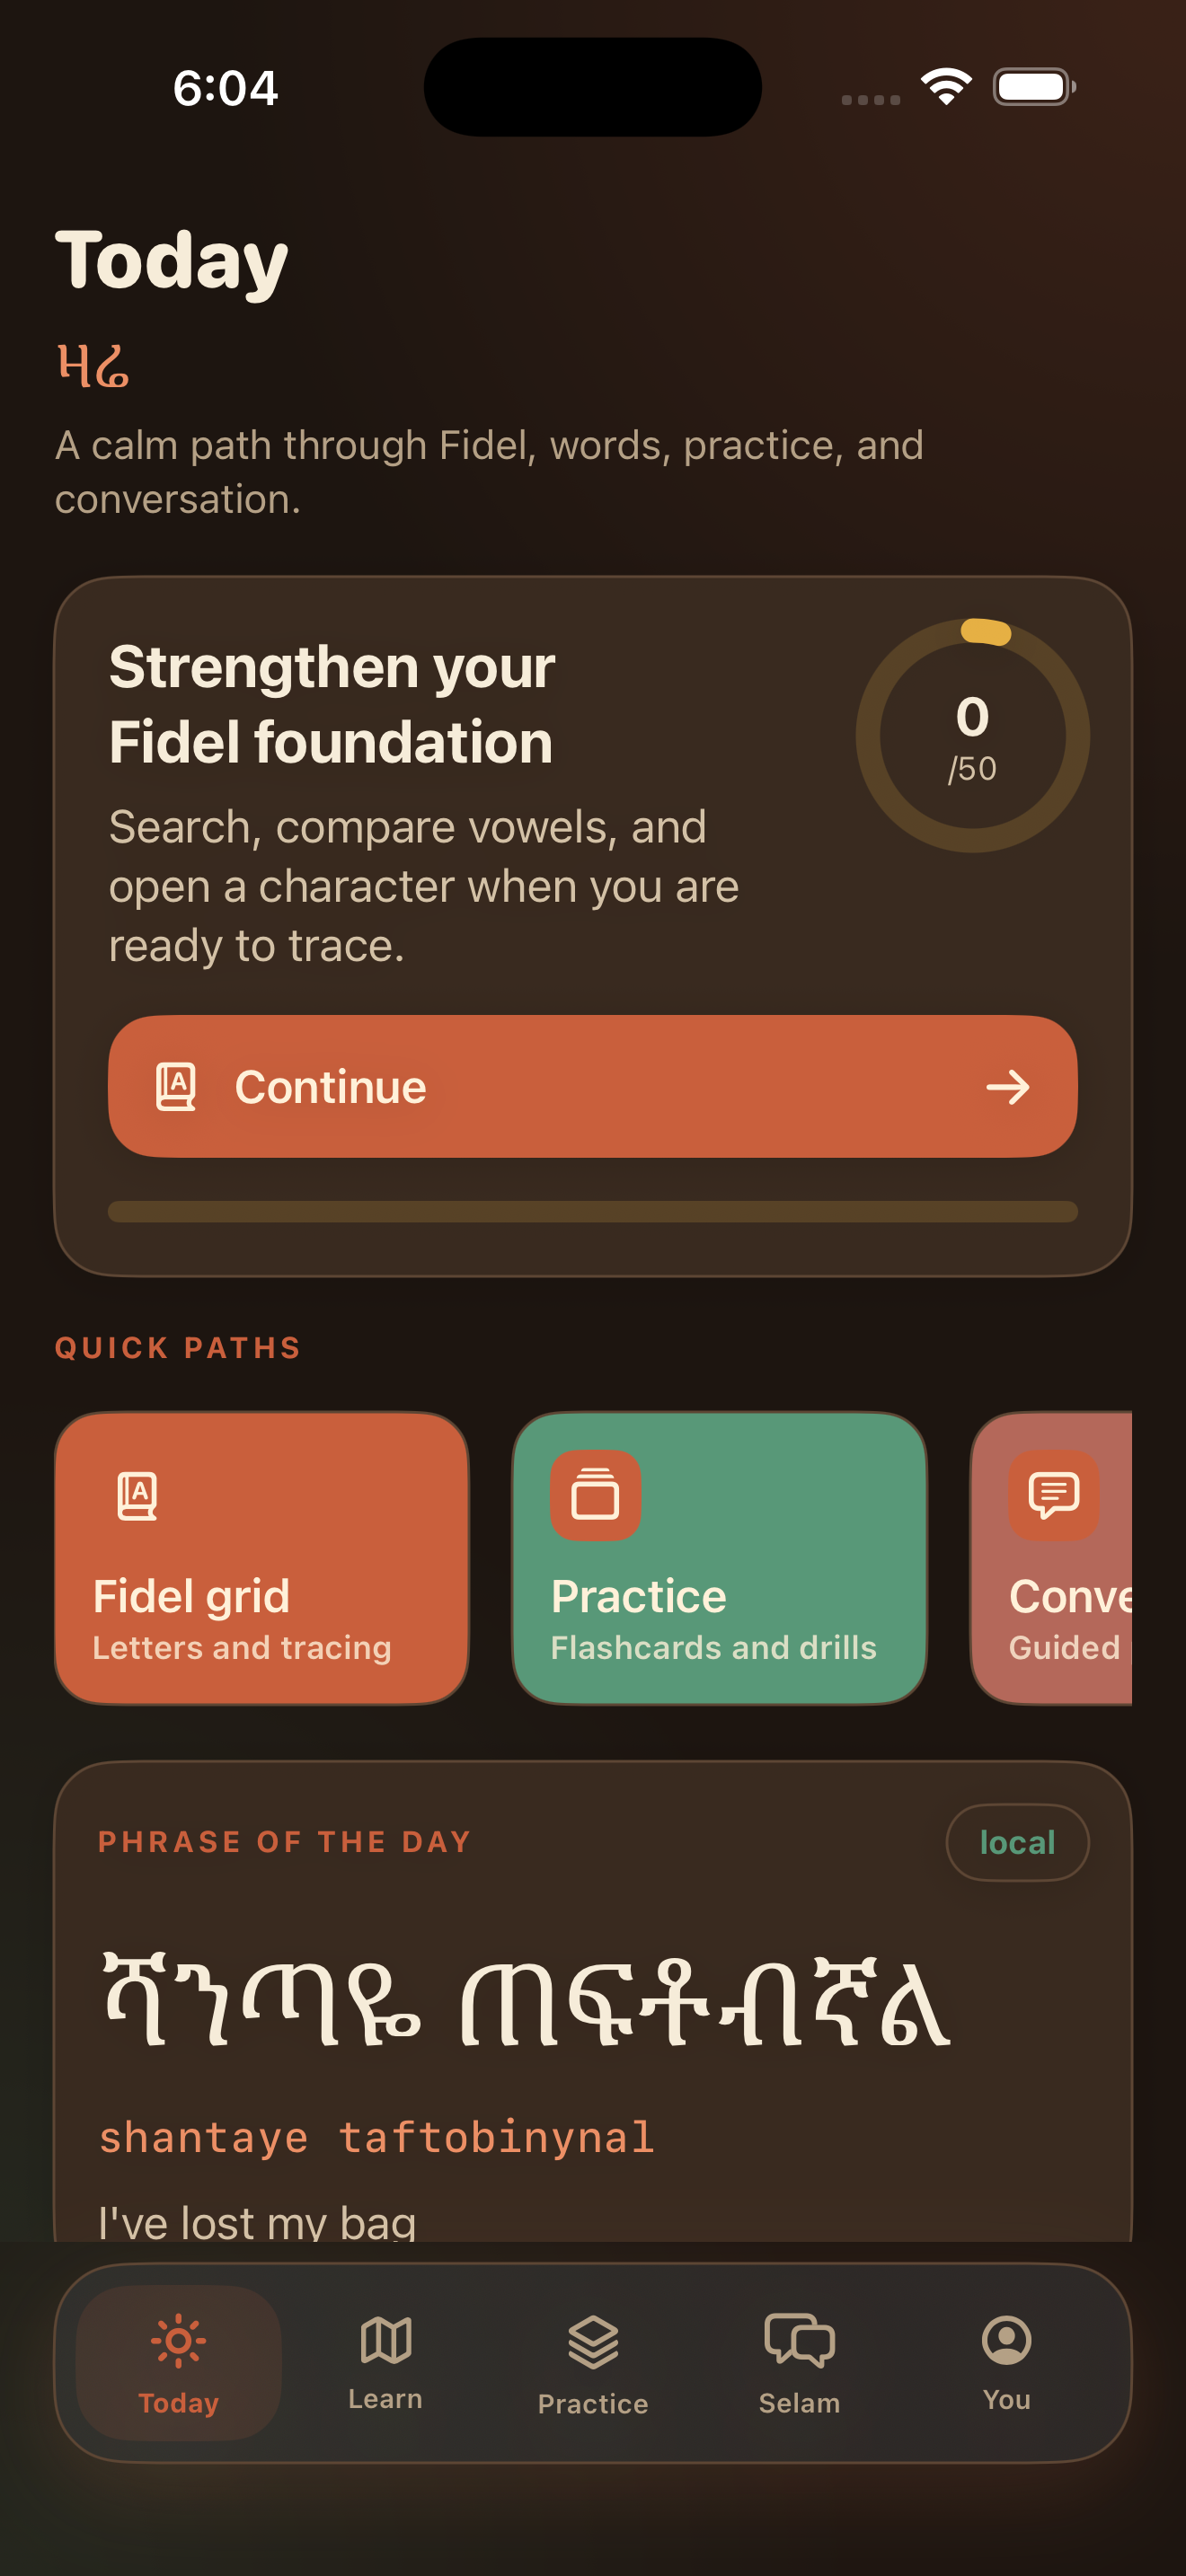 6:04
Today
ዛሬ
A calm path through Fidel, words, practice, and
conversation.
Strengthen your
Fidel foundation
0
/50
Search, compare vowels, and
open a character when you are
ready to trace.
A Continue
QUICK PATHS
A
Fidel grid
Letters and tracing
Practice
Flashcards and drills
Conve
Guided
PHRASE OF THE DAY
local
ሻንጣዬ ጠፍቶብኛል
shantaye taftobinynal
I've lost my bag
Today
Learn
Practice
Selam
You